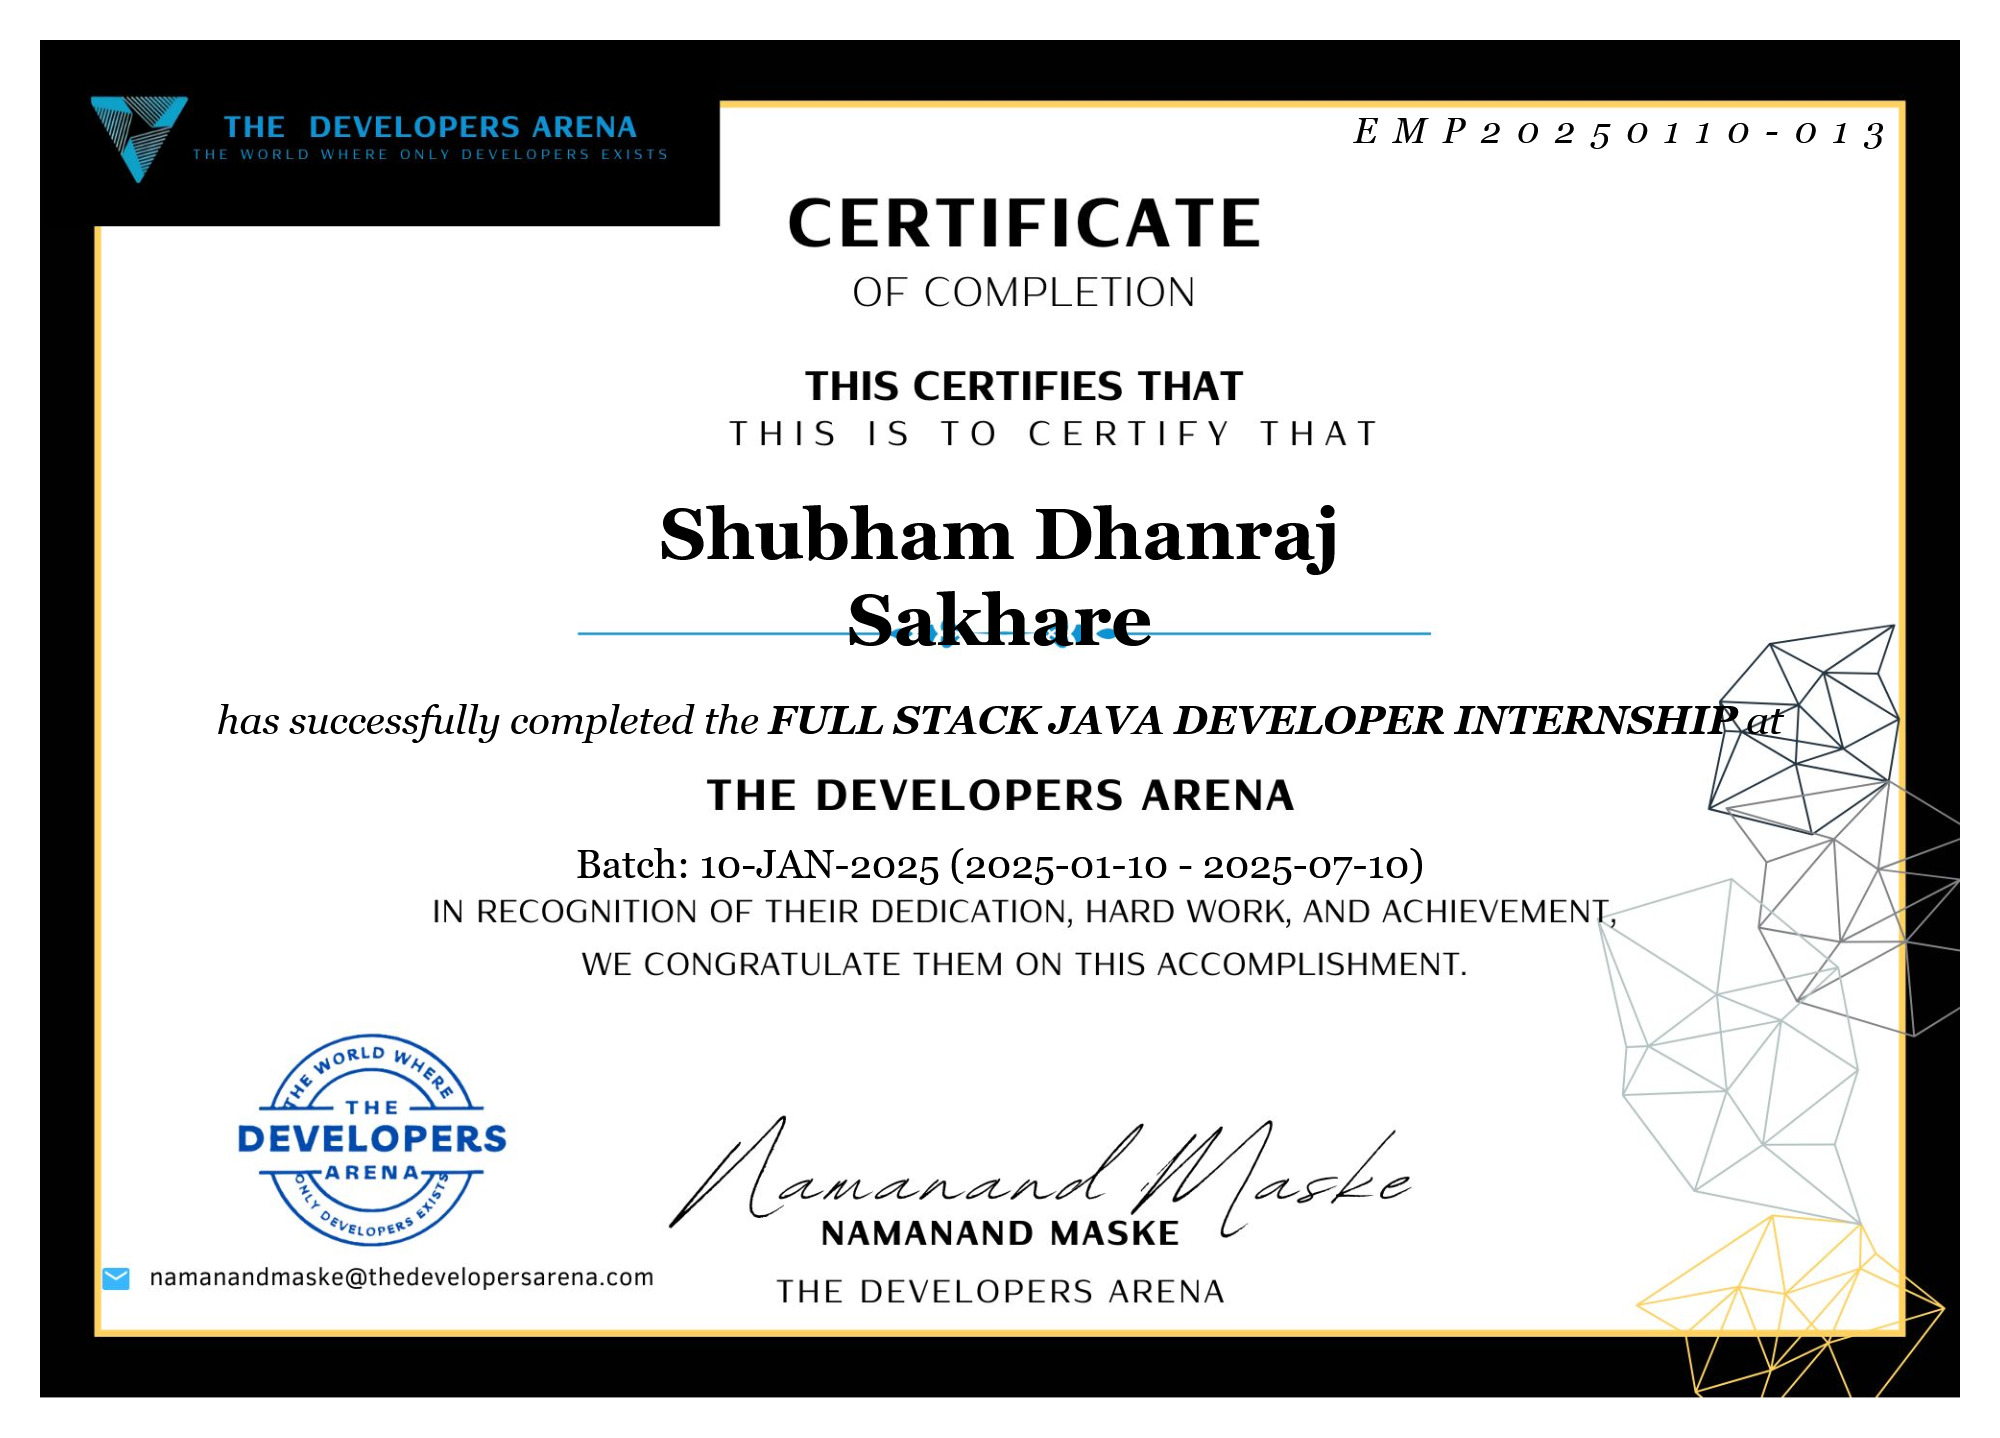 THE DEVELOPERS ARENA
THE WORLD WHERE ONLY DEVELOPERS EXISTS
EMP20250110-013
CERTIFICATE
OF COMPLETION
THIS CERTIFIES THAT
THIS IS TO CERTIFY THAT
Shubham Dhanraj
Sakhare
has successfully completed the FULL STACK JAVA DEVELOPER INTERNSHIP at
THE DEVELOPERS ARENA
Batch: 10-JAN-2025 (2025-01-10 - 2025-07-10)
IN RECOGNITION OF THEIR DEDICATION, HARD WORK, AND ACHIEVEMENT,
WE CONGRATULATE THEM ON THIS ACCOMPLISHMENT.
THE WORLD WHERE
THE
DEVELOPERS
ARENA
ONLY DEVELOPERS EXISTS
Namanand Maske
NAMANAND MASKE
namanandmaske@thedevelopersarena.com
THE DEVELOPERS ARENA